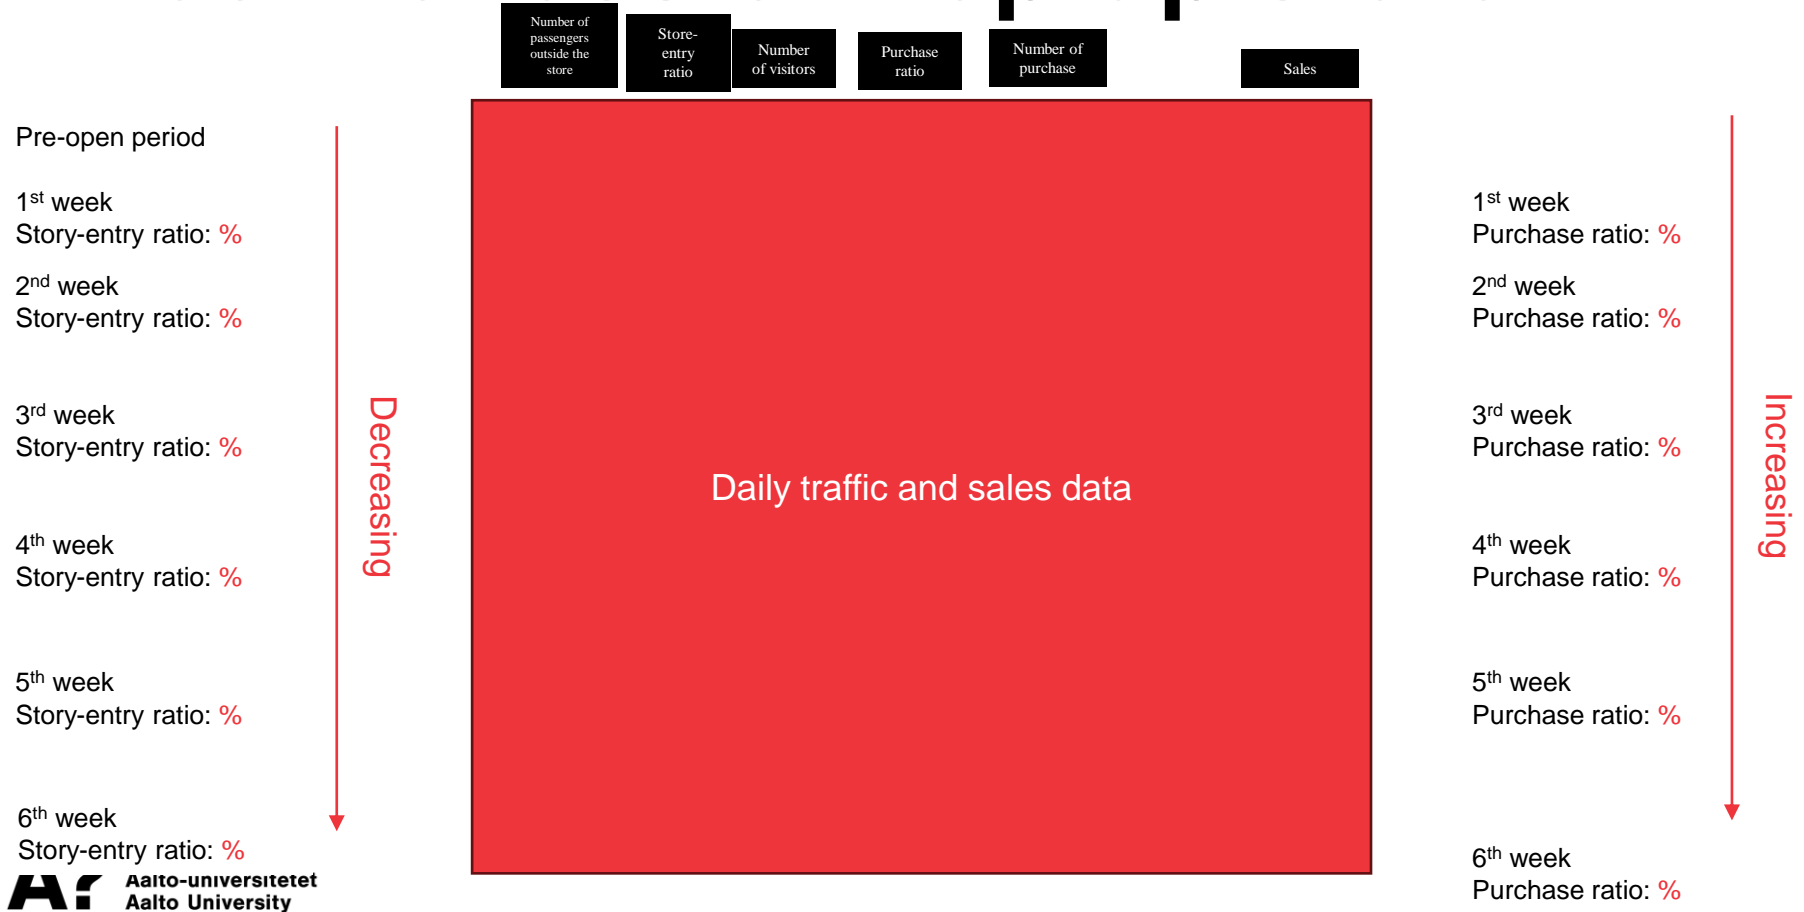 Number of
passengers
outside the
store
Store-
entry
ratio
Number
of visitors
Purchase
ratio
Number of
purchase
Sales
Pre-open period
1st week
Story-entry ratio: %
2nd week
Story-entry ratio: %
3rd week
Story-entry ratio: %
4th week
Story-entry ratio: %
5th week
Story-entry ratio: %
6th week
Story-entry ratio: %
Decreasing
Daily traffic and sales data
1st week
Purchase ratio: %
2nd week
Purchase ratio: %
3rd week
Purchase ratio: %
4th week
Purchase ratio: %
5th week
Purchase ratio: %
6th week
Purchase ratio: %
Increasing
Aalto-universitetet
Aalto University